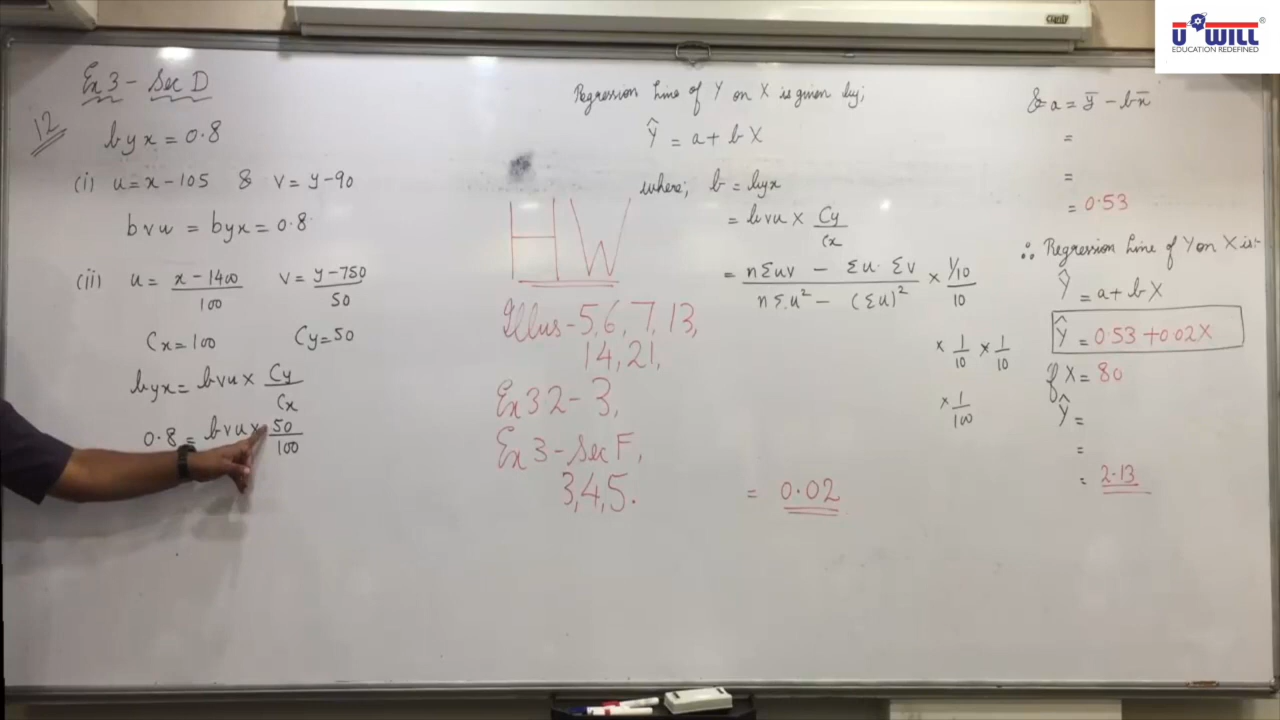 U WILL®
EDUCATION REDEFINED
Ex 3 - Sec D
12
byx = 0.8
(i) u = x - 105 & v = y - 90
bvu = byx = 0.8
(ii) u = x - 1400 / 100 v = y - 750 / 50
Cx = 100 Cy = 50
byx = bvu × Cy / Cx
0.8 = bvu × 50 / 100
HW
Illus - 5, 6, 7, 13,
14, 21,
Ex 3.2 - 3,
Ex 3 - Sec F,
3, 4, 5.
Regression Line of Y on X is given by;
Ŷ = a + bX
where; b = byx
= bvu × Cy / Cx
= nΣuv - Σu · Σv / nΣu² - (Σu)² × 1/10 / 10
× 1/10 × 1/10
× 1/100
= 0.02
& a = ȳ - bx̄
=
=
= 0.53
∴ Regression Line of Y on X is -
Ŷ = a + bX
Ŷ = 0.53 + 0.02X
if X = 80
Ŷ =
=
= 2.13